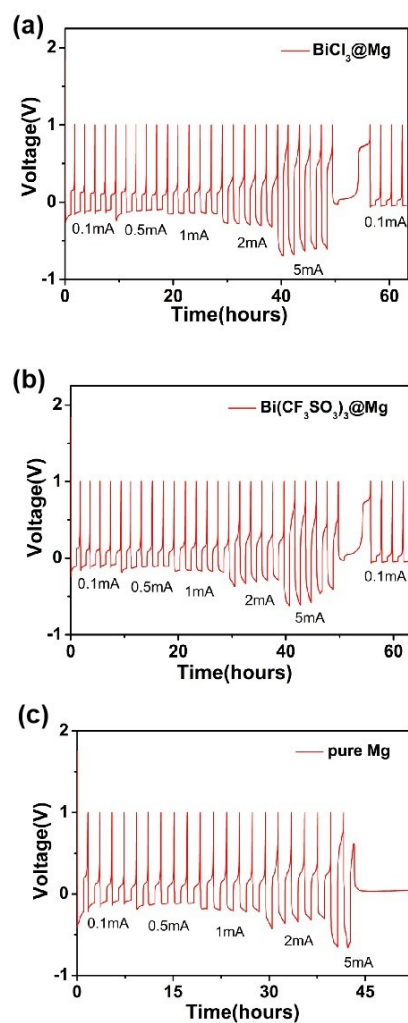 (a)
BiCl₃@Mg
2
1
0
-1
Voltage(V)
0.1mA
0.5mA
1mA
2mA
5mA
0.1mA
0 20 40 60
Time(hours)
(b)
Bi(CF₃SO₃)₃@Mg
2
1
0
-1
Voltage(V)
0.1mA
0.5mA
1mA
2mA
5mA
0.1mA
0 20 40 60
Time(hours)
(c)
pure Mg
2
1
0
-1
Voltage(V)
0.1mA
0.5mA
1mA
2mA
5mA
0 15 30 45
Time(hours)